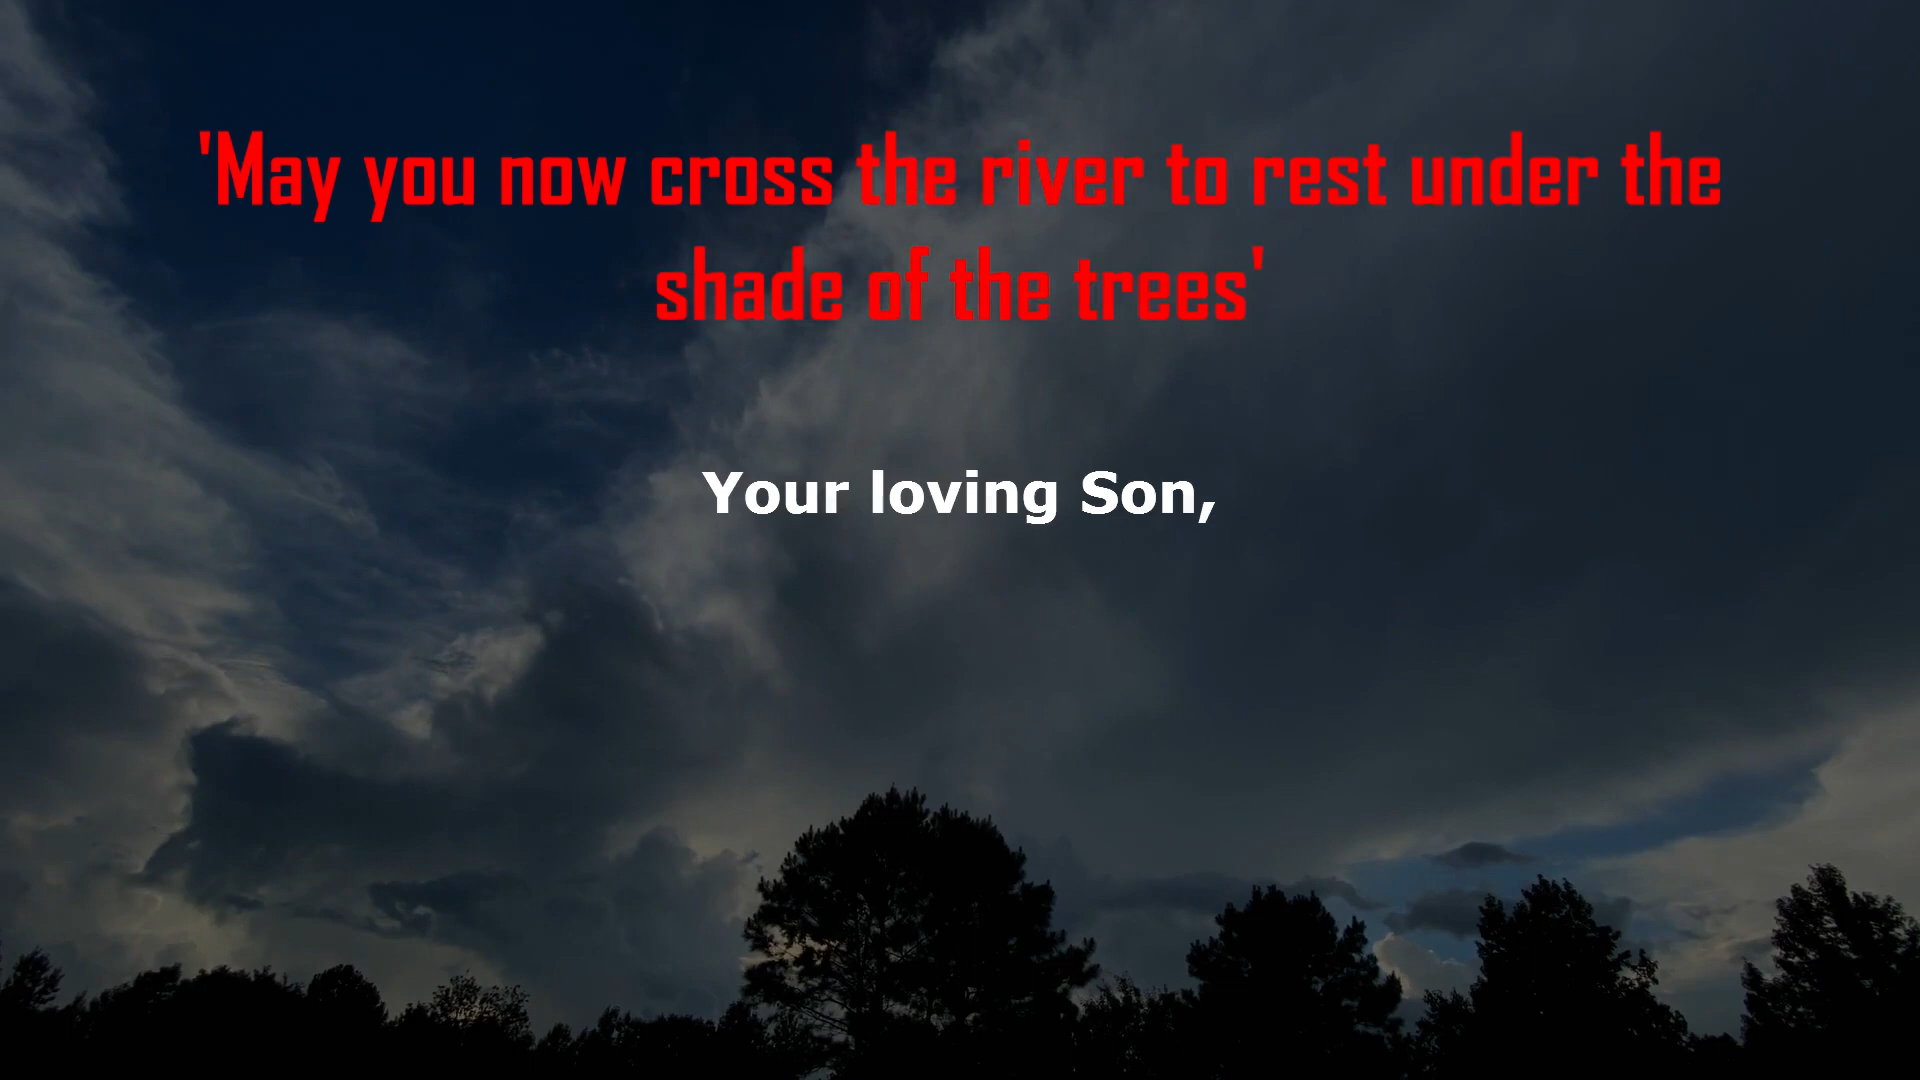 'May you now cross the river to rest under the
shade of the trees'
Your loving Son,